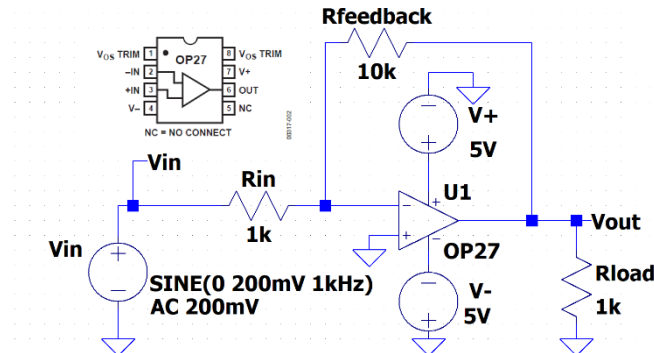 Rfeedback
10k
VOS TRIM 1
8 VOS TRIM
OP27
–IN 2
7 V+
+IN 3
6 OUT
V– 4
5 NC
NC = NO CONNECT
00317-002
V+
5V
Vin
Rin
1k
U1
OP27
Vout
Vin
SINE(0 200mV 1kHz)
AC 200mV
V-
5V
Rload
1k